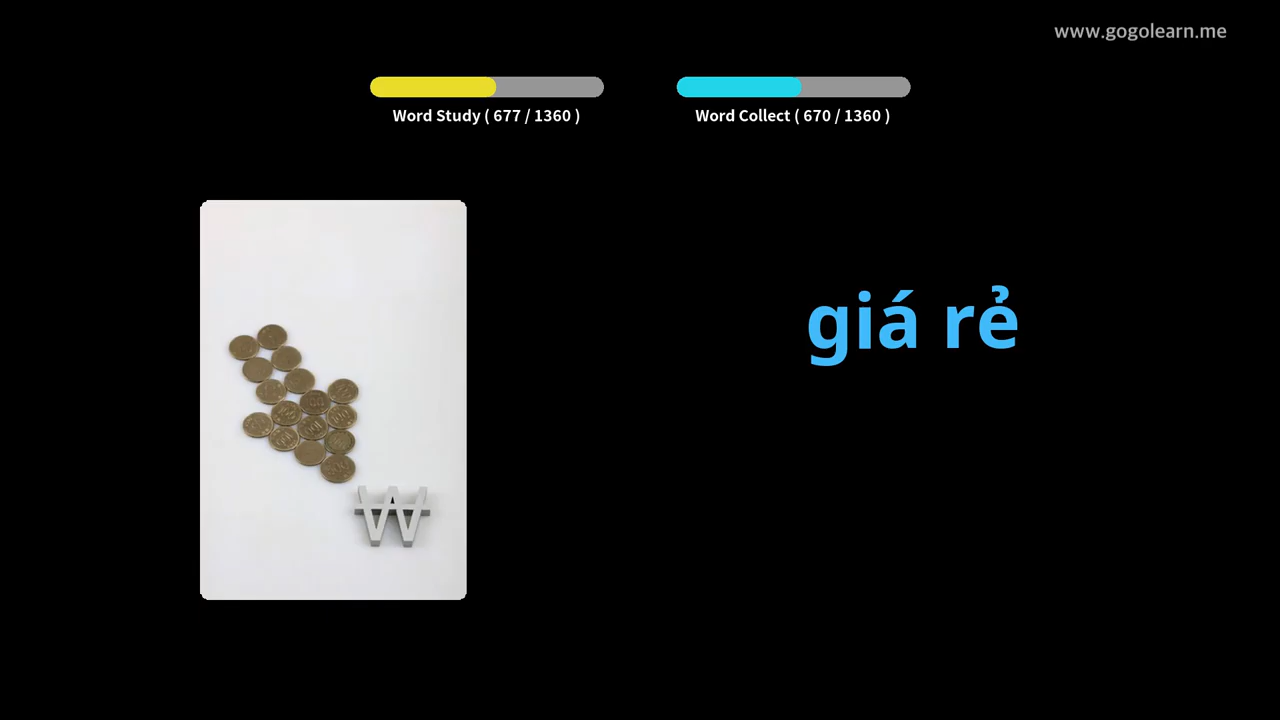 www.gogolearn.me
Word Study ( 677 / 1360 )
Word Collect ( 670 / 1360 )
giá rẻ
₩